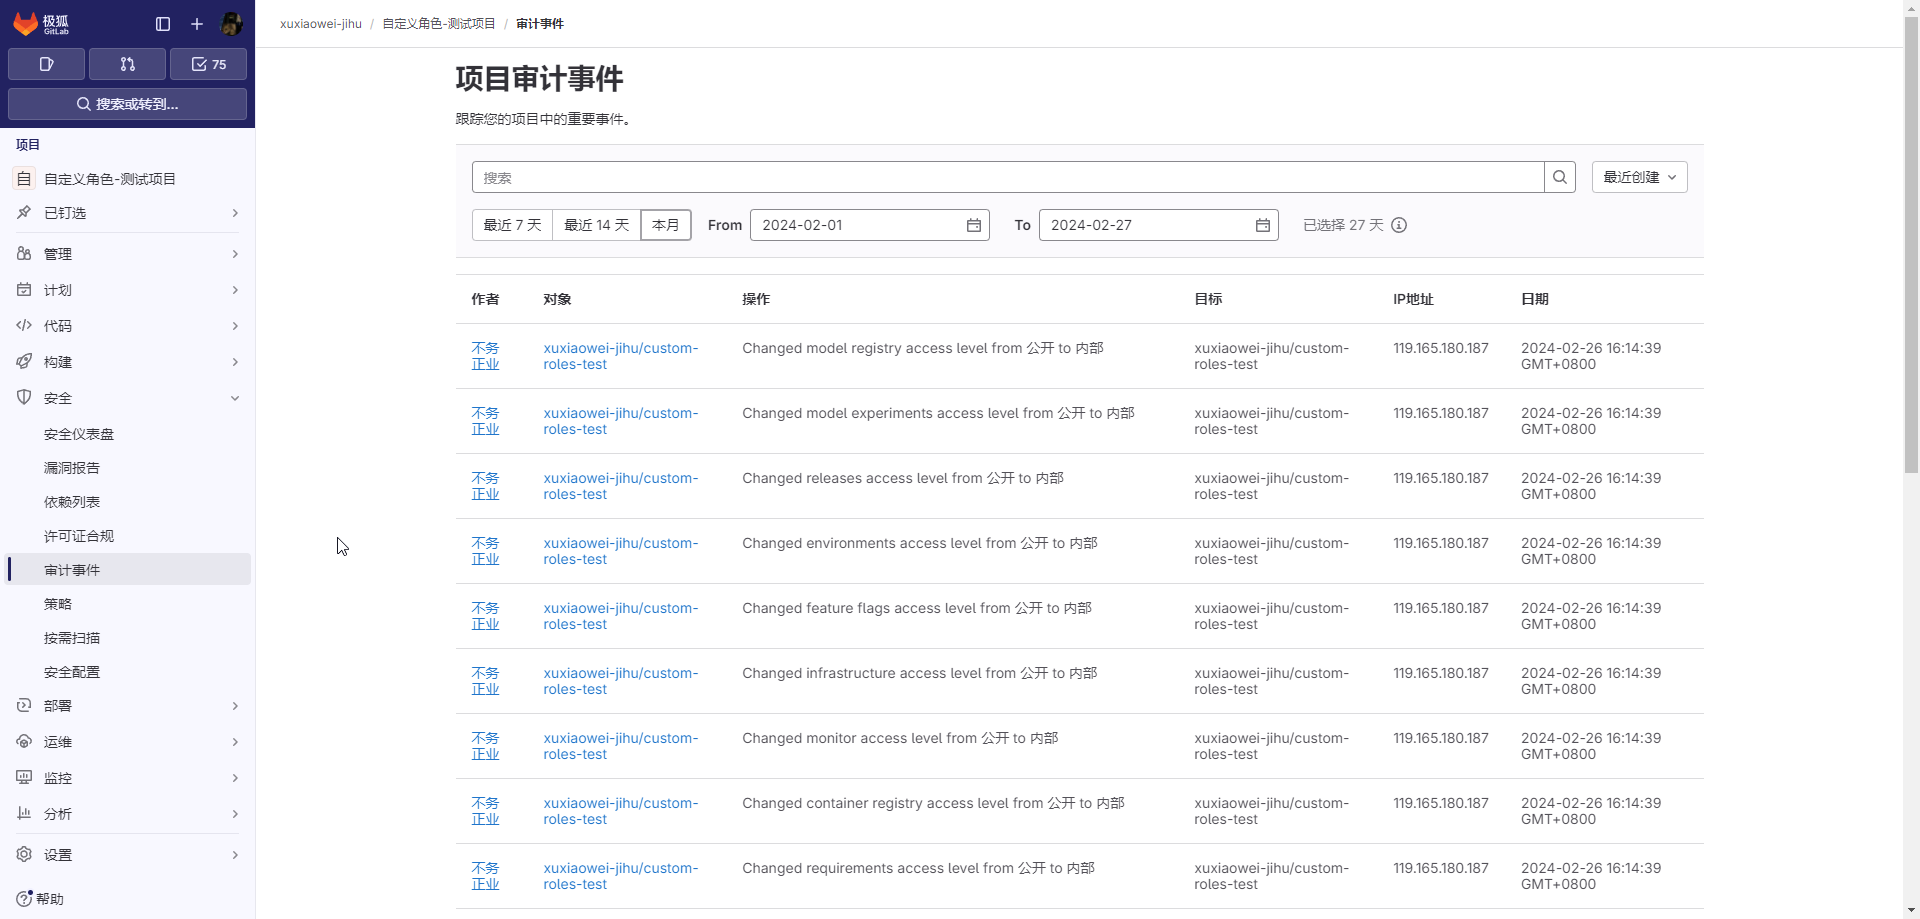 极狐
GitLab
75
搜索或转到...
项目
自 自定义角色-测试项目
已钉选
管理
计划
代码
构建
安全
安全仪表盘
漏洞报告
依赖列表
许可证合规
审计事件
策略
按需扫描
安全配置
部署
运维
监控
分析
设置
帮助
xuxiaowei-jihu / 自定义角色-测试项目 / 审计事件
项目审计事件
跟踪您的项目中的重要事件。
搜索
最近创建
最近 7 天 最近 14 天 本月 From 2024-02-01 To 2024-02-27 已选择 27 天
作者 对象 操作 目标 IP地址 日期
不务 xuxiaowei-jihu/custom- Changed model registry access level from 公开 to 内部 xuxiaowei-jihu/custom- 119.165.180.187 2024-02-26 16:14:39
正业 roles-test roles-test GMT+0800
不务 xuxiaowei-jihu/custom- Changed model experiments access level from 公开 to 内部 xuxiaowei-jihu/custom- 119.165.180.187 2024-02-26 16:14:39
正业 roles-test roles-test GMT+0800
不务 xuxiaowei-jihu/custom- Changed releases access level from 公开 to 内部 xuxiaowei-jihu/custom- 119.165.180.187 2024-02-26 16:14:39
正业 roles-test roles-test GMT+0800
不务 xuxiaowei-jihu/custom- Changed environments access level from 公开 to 内部 xuxiaowei-jihu/custom- 119.165.180.187 2024-02-26 16:14:39
正业 roles-test roles-test GMT+0800
不务 xuxiaowei-jihu/custom- Changed feature flags access level from 公开 to 内部 xuxiaowei-jihu/custom- 119.165.180.187 2024-02-26 16:14:39
正业 roles-test roles-test GMT+0800
不务 xuxiaowei-jihu/custom- Changed infrastructure access level from 公开 to 内部 xuxiaowei-jihu/custom- 119.165.180.187 2024-02-26 16:14:39
正业 roles-test roles-test GMT+0800
不务 xuxiaowei-jihu/custom- Changed monitor access level from 公开 to 内部 xuxiaowei-jihu/custom- 119.165.180.187 2024-02-26 16:14:39
正业 roles-test roles-test GMT+0800
不务 xuxiaowei-jihu/custom- Changed container registry access level from 公开 to 内部 xuxiaowei-jihu/custom- 119.165.180.187 2024-02-26 16:14:39
正业 roles-test roles-test GMT+0800
不务 xuxiaowei-jihu/custom- Changed requirements access level from 公开 to 内部 xuxiaowei-jihu/custom- 119.165.180.187 2024-02-26 16:14:39
正业 roles-test roles-test GMT+0800